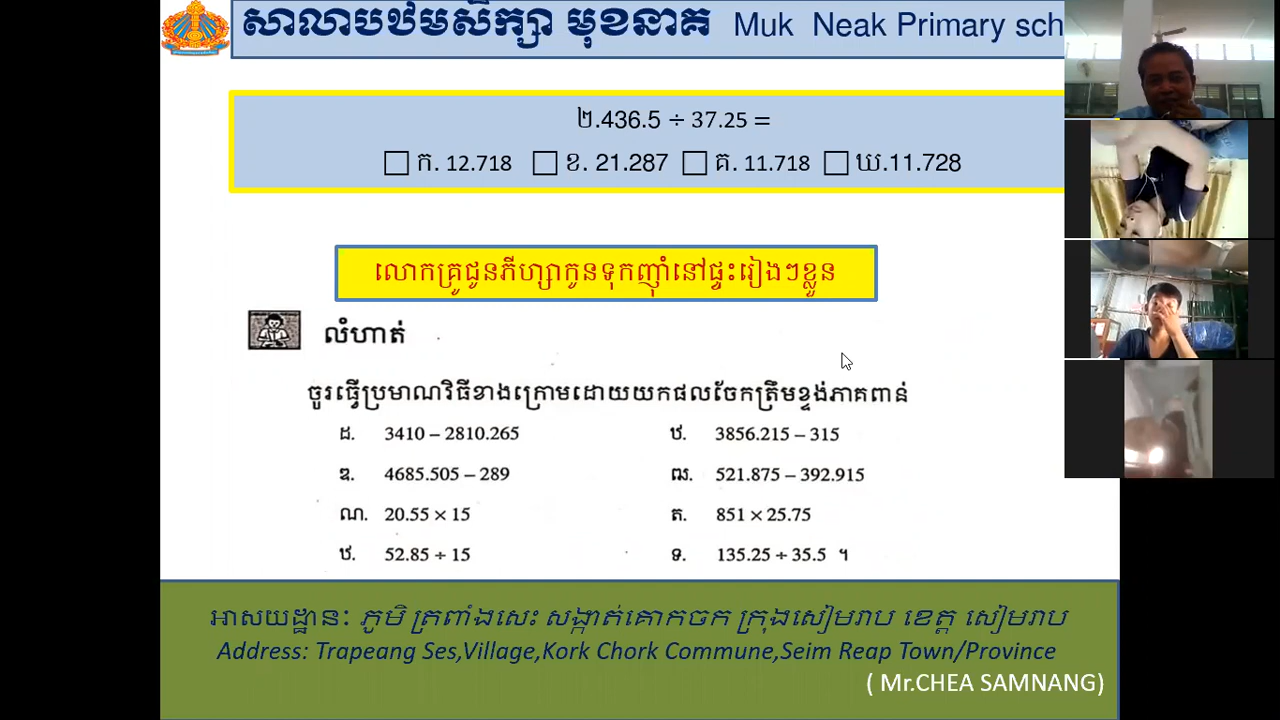 សាលាបឋមសិក្សា មុខនាគ Muk Neak Primary sch
២.436.5 ÷ 37.25 =
ក. 12.718 ខ. 21.287 គ. 11.718 ឃ.11.728
លោកគ្រូជូនភីហ្សាកូនទុកញ៉ាំនៅផ្ទះរៀងៗខ្លួន
លំហាត់
ចូរធ្វើប្រមាណវិធីខាងក្រោមដោយយកផលចែកត្រឹមខ្ទង់ភាគពាន់
ដ. 3410 – 2810.265 ឋ. 3856.215 – 315
ឌ. 4685.505 – 289 ឍ. 521.875 – 392.915
ណ. 20.55 × 15 ត. 851 × 25.75
ឋ. 52.85 ÷ 15 ទ. 135.25 ÷ 35.5 ។
អាសយដ្ឋានៈ ភូមិ ត្រពាំងសេះ សង្កាត់គោកចក ក្រុងសៀមរាប ខេត្ត សៀមរាប
Address: Trapeang Ses,Village,Kork Chork Commune,Seim Reap Town/Province
( Mr.CHEA SAMNANG)